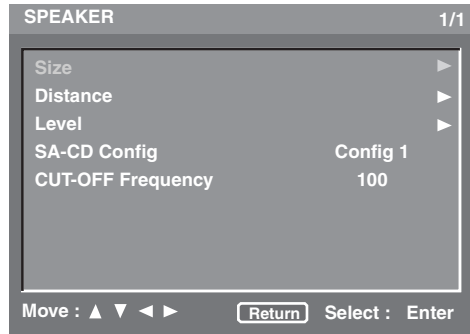 SPEAKER 1/1
Size ►
Distance ►
Level ►
SA-CD Config Config 1
CUT-OFF Frequency 100
Move : ▲ ▼ ◄ ► Return Select : Enter